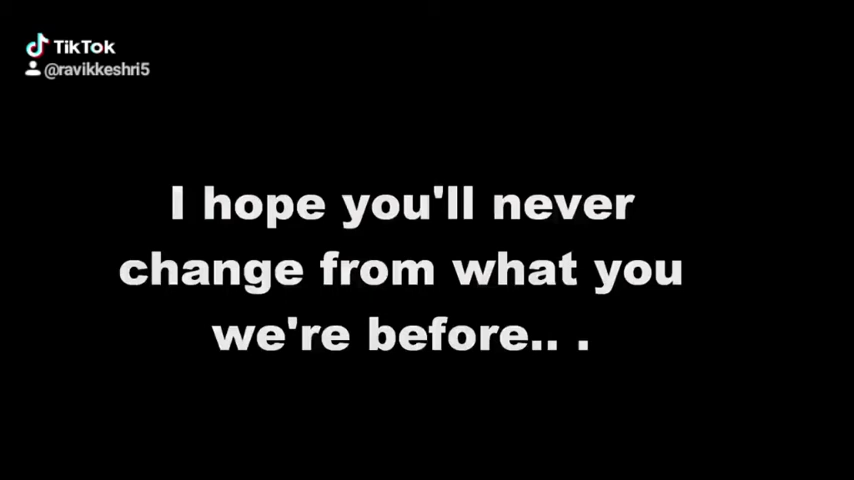 TikTok
@ravikkeshri5
I hope you'll never
change from what you
we're before.. .